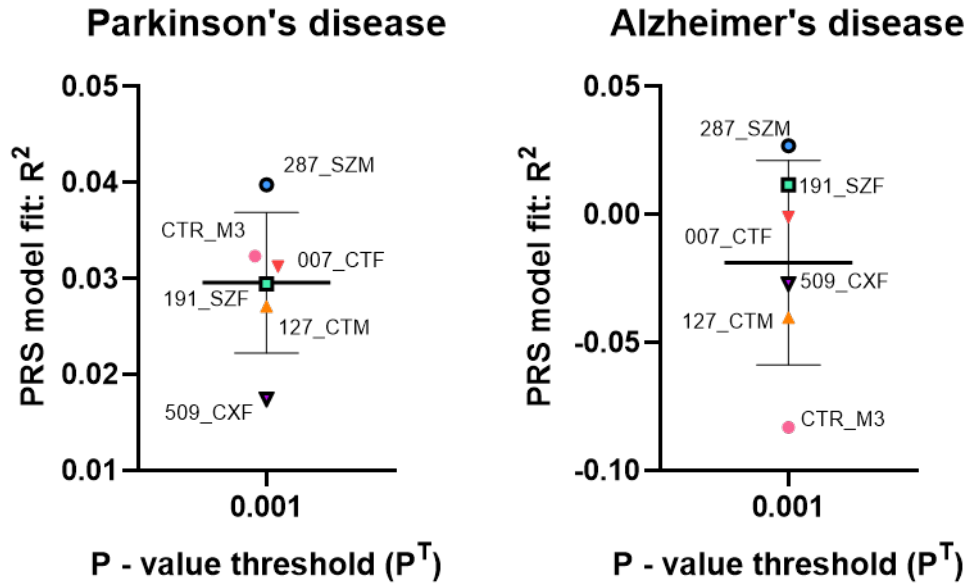 Parkinson's disease
PRS model fit: R²
0.05
0.04
0.03
0.02
0.01
287_SZM
CTR_M3
007_CTF
191_SZF
127_CTM
509_CXF
0.001
P - value threshold (Pᵀ)
Alzheimer's disease
PRS model fit: R²
0.05
0.00
-0.05
-0.10
287_SZM
191_SZF
007_CTF
509_CXF
127_CTM
CTR_M3
0.001
P - value threshold (Pᵀ)